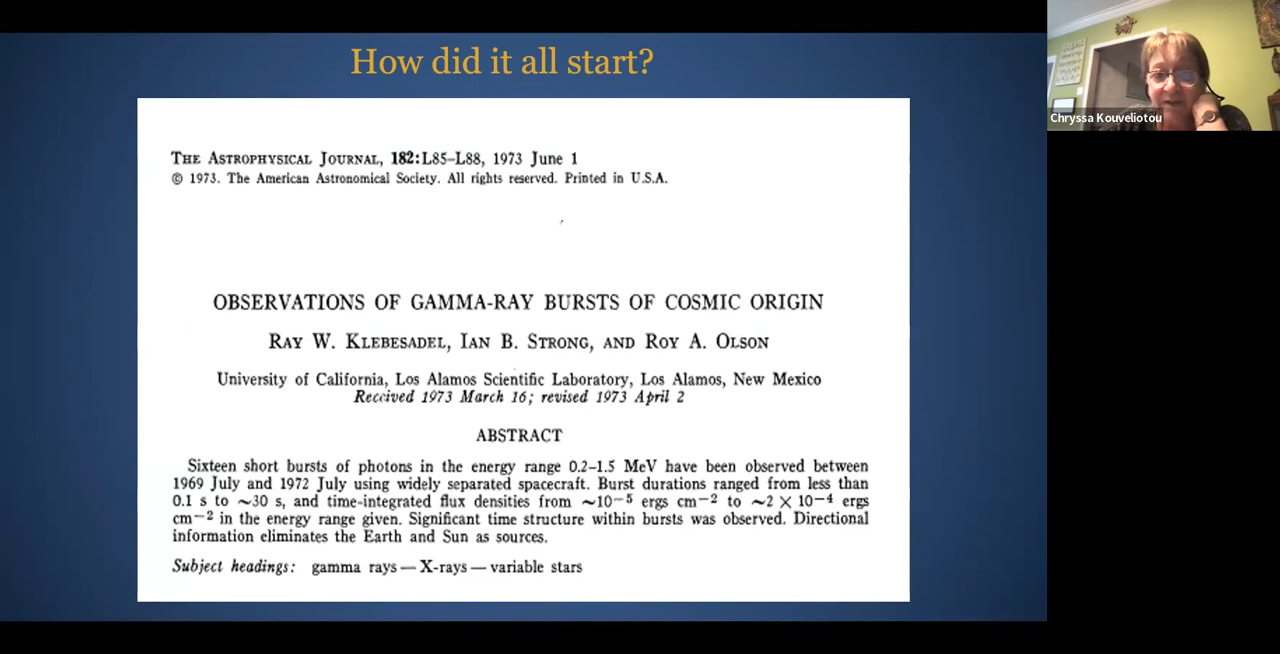 How did it all start?
THE ASTROPHYSICAL JOURNAL, 182:L85–L88, 1973 June 1
© 1973. The American Astronomical Society. All rights reserved. Printed in U.S.A.
OBSERVATIONS OF GAMMA-RAY BURSTS OF COSMIC ORIGIN
RAY W. KLEBESADEL, IAN B. STRONG, AND ROY A. OLSON
University of California, Los Alamos Scientific Laboratory, Los Alamos, New Mexico
Received 1973 March 16; revised 1973 April 2
ABSTRACT
Sixteen short bursts of photons in the energy range 0.2–1.5 MeV have been observed between
1969 July and 1972 July using widely separated spacecraft. Burst durations ranged from less than
0.1 s to ~30 s, and time-integrated flux densities from ~10⁻⁵ ergs cm⁻² to ~2 × 10⁻⁴ ergs
cm⁻² in the energy range given. Significant time structure within bursts was observed. Directional
information eliminates the Earth and Sun as sources.
Subject headings: gamma rays — X-rays — variable stars
Chryssa Kouveliotou